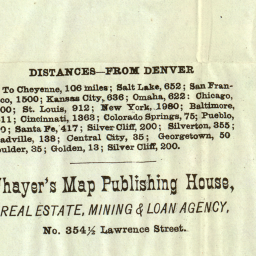 DISTANCES—FROM DENVER
To Cheyenne, 106 miles; Salt Lake, 652; San Fran-
co, 1500; Kansas City, 636; Omaha, 622: Chicago,
00; St. Louis, 912; New York, 1980; Baltimore,
11; Cincinnati, 1363; Colorado Springs, 75; Pueblo,
0; Santa Fe, 417; Silver Cliff, 200; Silverton, 355;
adville, 138; Central City, 35; Georgetown, 50
oulder, 35; Golden, 13; Silver Cliff, 200.
hayer's Map Publishing House,
REAL ESTATE, MINING & LOAN AGENCY,
No. 354½ Lawrence Street.